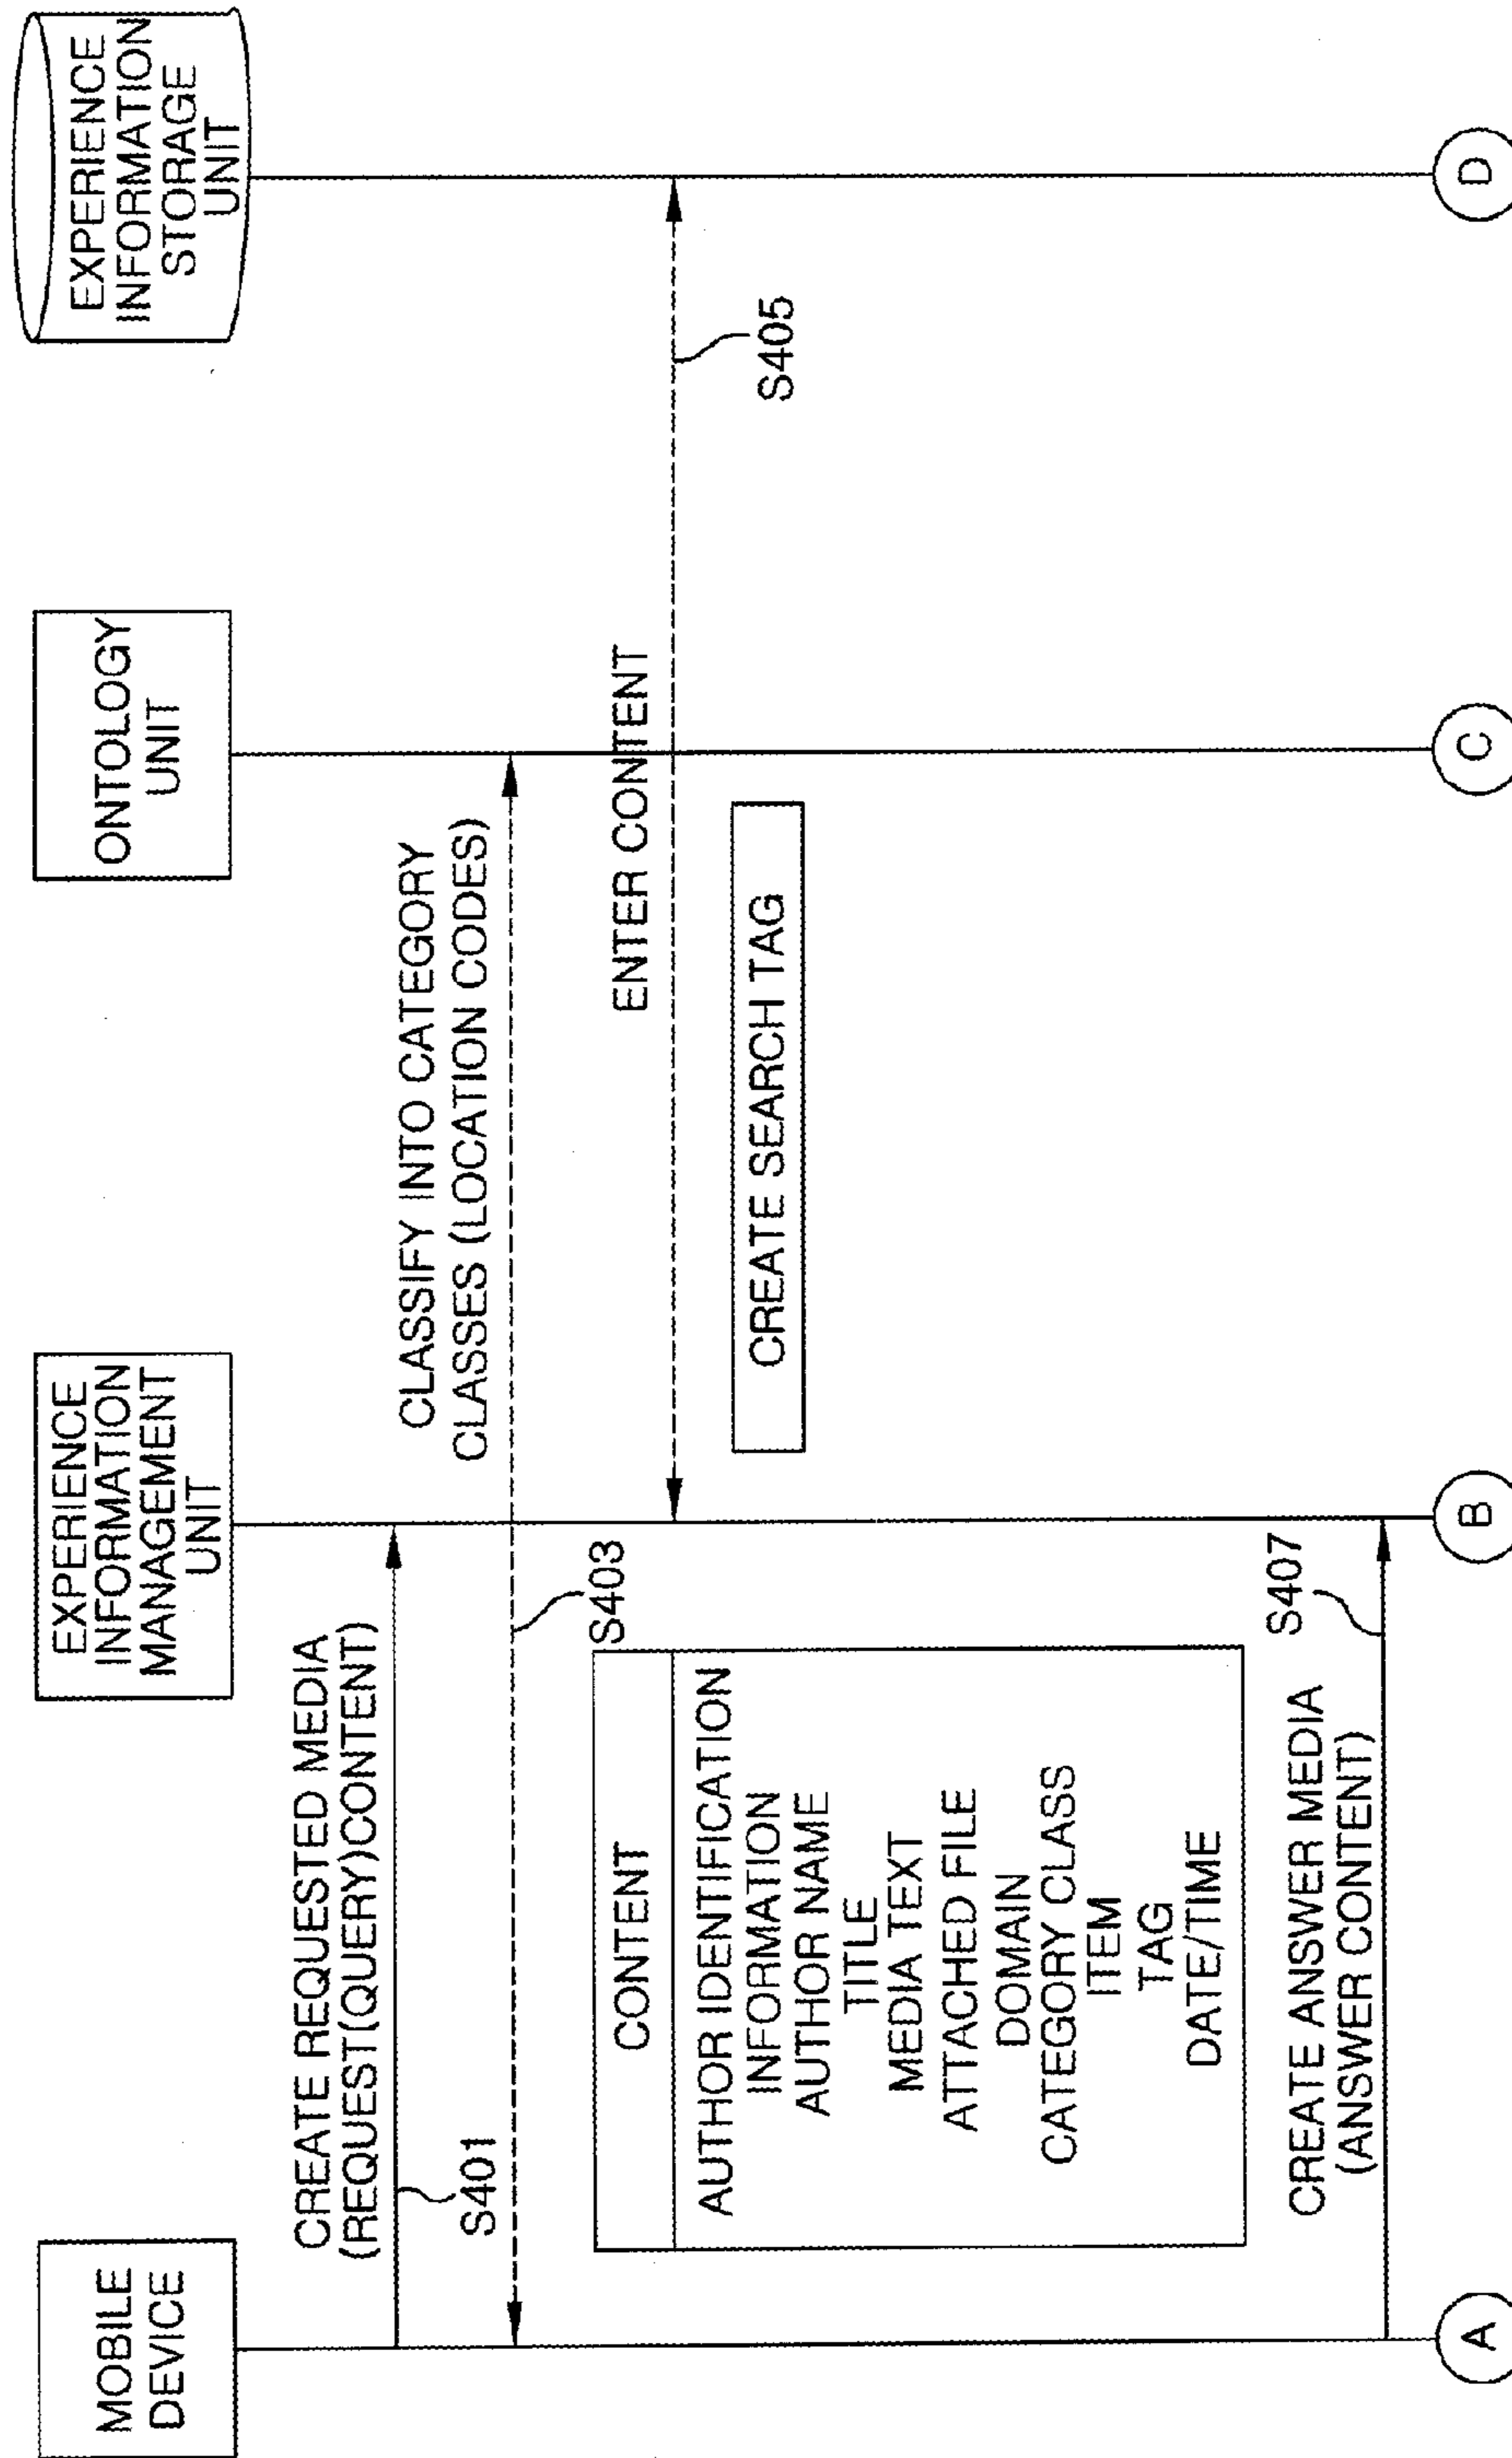 MOBILE
DEVICE
EXPERIENCE
INFORMATION
MANAGEMENT
UNIT
ONTOLOGY
UNIT
EXPERIENCE
INFORMATION
STORAGE
UNIT
CREATE REQUESTED MEDIA
(REQUEST(QUERY)CONTENT)
S401
CLASSIFY INTO CATEGORY
CLASSES (LOCATION CODES)
S403
ENTER CONTENT
S405
CREATE SEARCH TAG
CONTENT
AUTHOR IDENTIFICATION
INFORMATION
AUTHOR NAME
TITLE
MEDIA TEXT
ATTACHED FILE
DOMAIN
CATEGORY CLASS
ITEM
TAG
DATE/TIME
CREATE ANSWER MEDIA
(ANSWER CONTENT)
S407
A
B
C
D